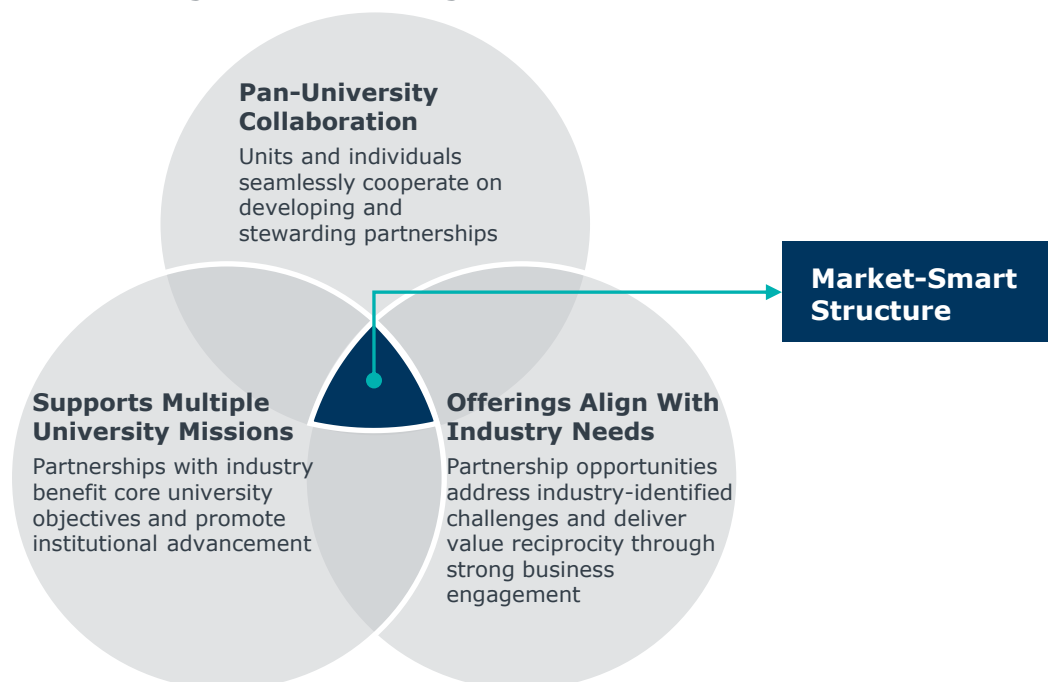 Pan-University
Collaboration
Units and individuals
seamlessly cooperate on
developing and
stewarding partnerships
Market-Smart
Structure
Supports Multiple
University Missions
Partnerships with industry
benefit core university
objectives and promote
institutional advancement
Offerings Align With
Industry Needs
Partnership opportunities
address industry-identified
challenges and deliver
value reciprocity through
strong business
engagement